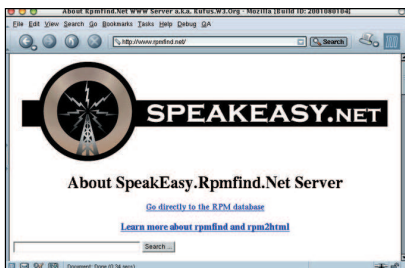 About Rpmfind.Net WWW Server a.k.a. Rufus.W3.Org - Mozilla {Build ID: 2001080104}
File Edit View Search Go Bookmarks Tasks Help Debug QA
http://www.rpmfind.net/ Search
SPEAKEASY.NET
About SpeakEasy.Rpmfind.Net Server
Go directly to the RPM database
Learn more about rpmfind and rpm2html
Search ...
Document: Done (0.34 secs)